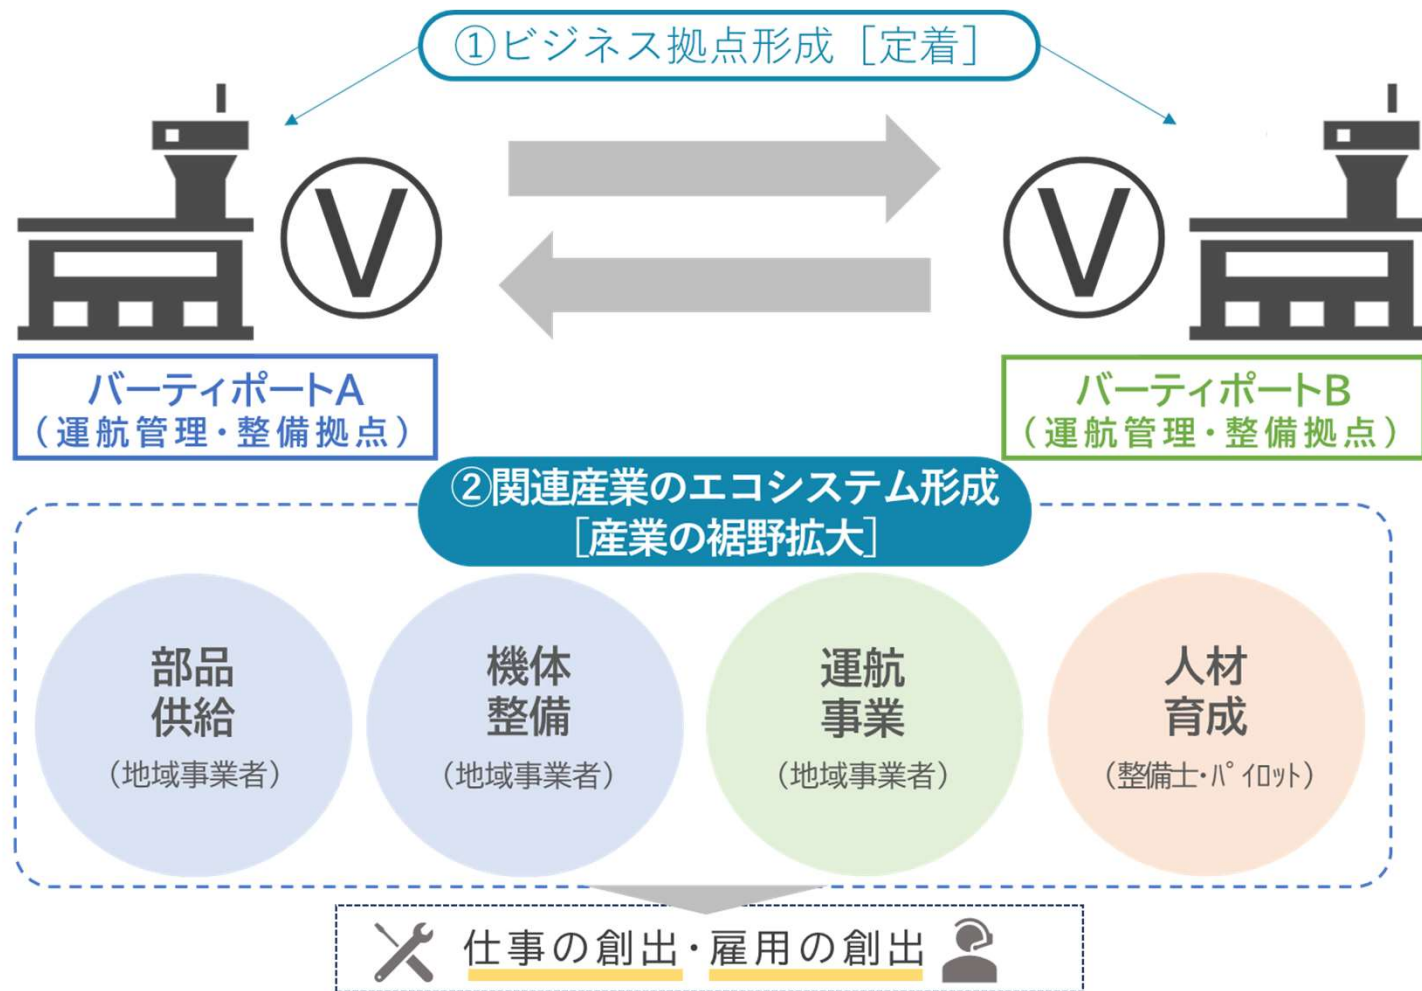 ①ビジネス拠点形成［定着］
V
V
バーティポートA
（運航管理・整備拠点）
バーティポートB
（運航管理・整備拠点）
②関連産業のエコシステム形成
［産業の裾野拡大］
部品
供給
（地域事業者）
機体
整備
（地域事業者）
運航
事業
（地域事業者）
人材
育成
（整備士・ﾊﾟｲﾛｯﾄ）
仕事の創出・雇用の創出